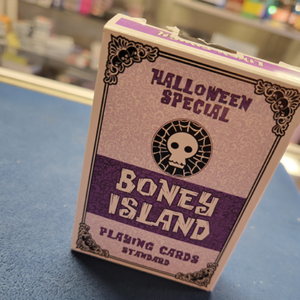 HALLOWEEN
SPECIAL
BONEY
ISLAND
PLAYING CARDS
STANDARD